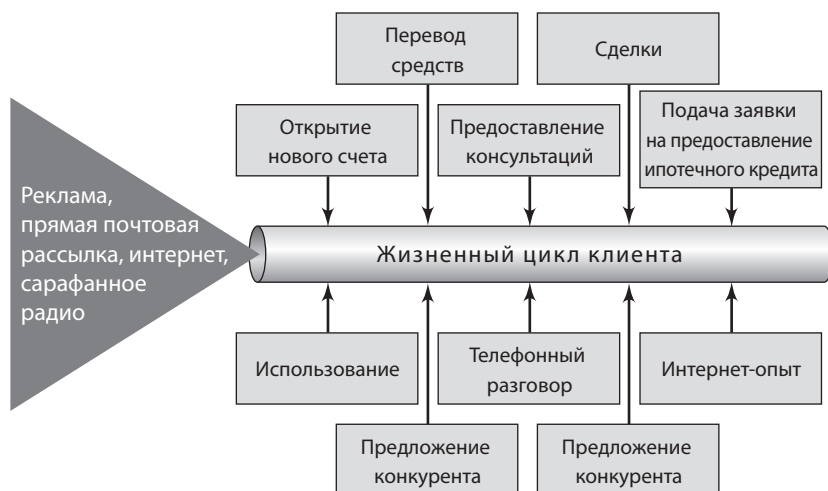 Перевод
средств
Сделки
Открытие
нового счета
Предоставление
консультаций
Подача заявки
на предоставление
ипотечного кредита
Реклама,
прямая почтовая
рассылка, интернет,
сарафанное
радио
Жизненный цикл клиента
Использование
Телефонный
разговор
Интернет-опыт
Предложение
конкурента
Предложение
конкурента